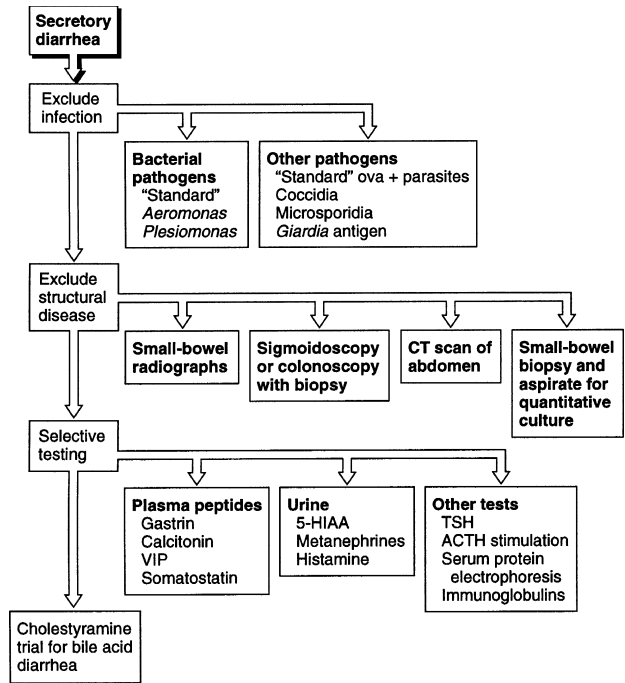 Secretory
diarrhea
Exclude
infection
Bacterial
pathogens
"Standard"
Aeromonas
Plesiomonas
Other pathogens
"Standard" ova + parasites
Coccidia
Microsporidia
Giardia antigen
Exclude
structural
disease
Small-bowel
radiographs
Sigmoidoscopy
or colonoscopy
with biopsy
CT scan of
abdomen
Small-bowel
biopsy and
aspirate for
quantitative
culture
Selective
testing
Plasma peptides
Gastrin
Calcitonin
VIP
Somatostatin
Urine
5-HIAA
Metanephrines
Histamine
Other tests
TSH
ACTH stimulation
Serum protein
electrophoresis
Immunoglobulins
Cholestyramine
trial for bile acid
diarrhea